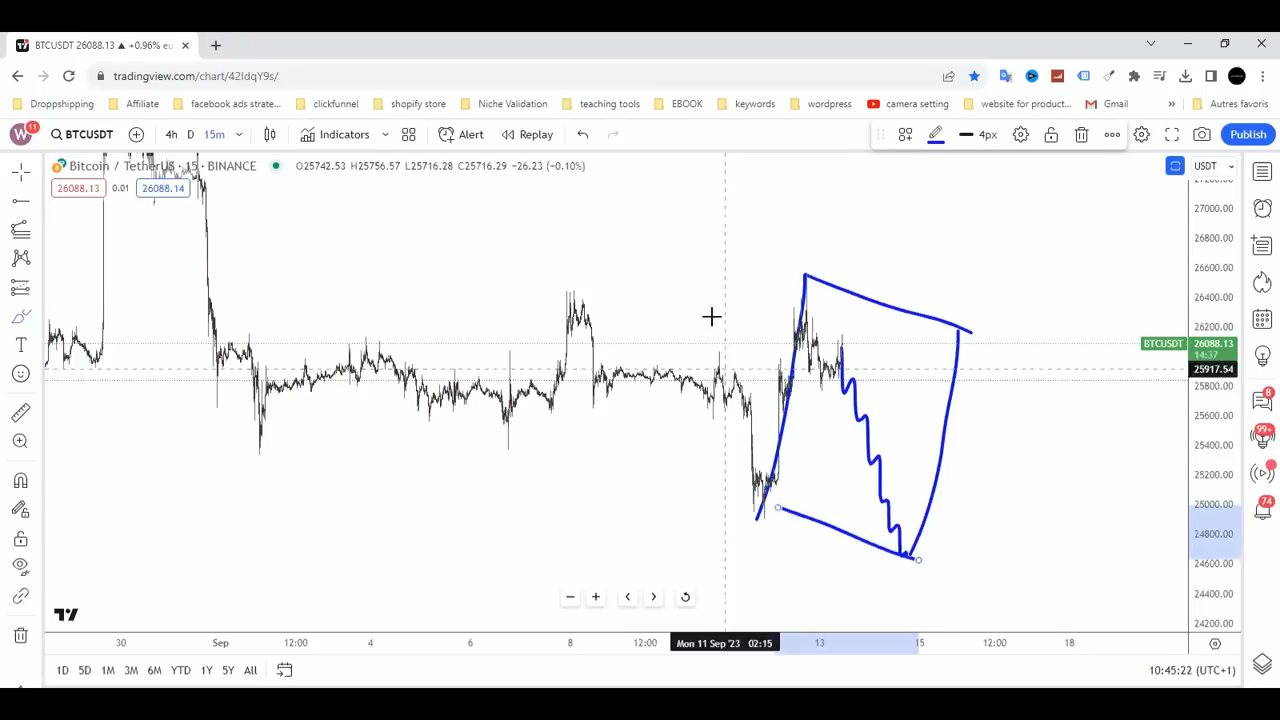 BTCUSDT 26088.13 ▲ +0.96% eu
tradingview.com/chart/42IdqY9s/
Droppshipping Affiliate facebook ads strate... clickfunnel shopify store Niche Validation teaching tools EBOOK keywords wordpress camera setting website for product... Gmail » Autres favoris
W 11 BTCUSDT 4h D 15m Indicators Alert Replay 4px Publish
Bitcoin / TetherUS · 15 · BINANCE O25742.53 H25756.57 L25716.28 C25716.29 −26.23 (−0.10%) USDT
26088.13 0.01 26088.14
27000.00
26800.00
26600.00
26400.00
26200.00
BTCUSDT 26088.13
14:37
25917.54
25800.00
25600.00
25400.00
25200.00
25000.00
24800.00
24600.00
24400.00
24200.00
8
99+
74
30 Sep 12:00 4 6 8 12:00 Mon 11 Sep '23 02:15 13 15 12:00 18
1D 5D 1M 3M 6M YTD 1Y 5Y All 10:45:22 (UTC+1)